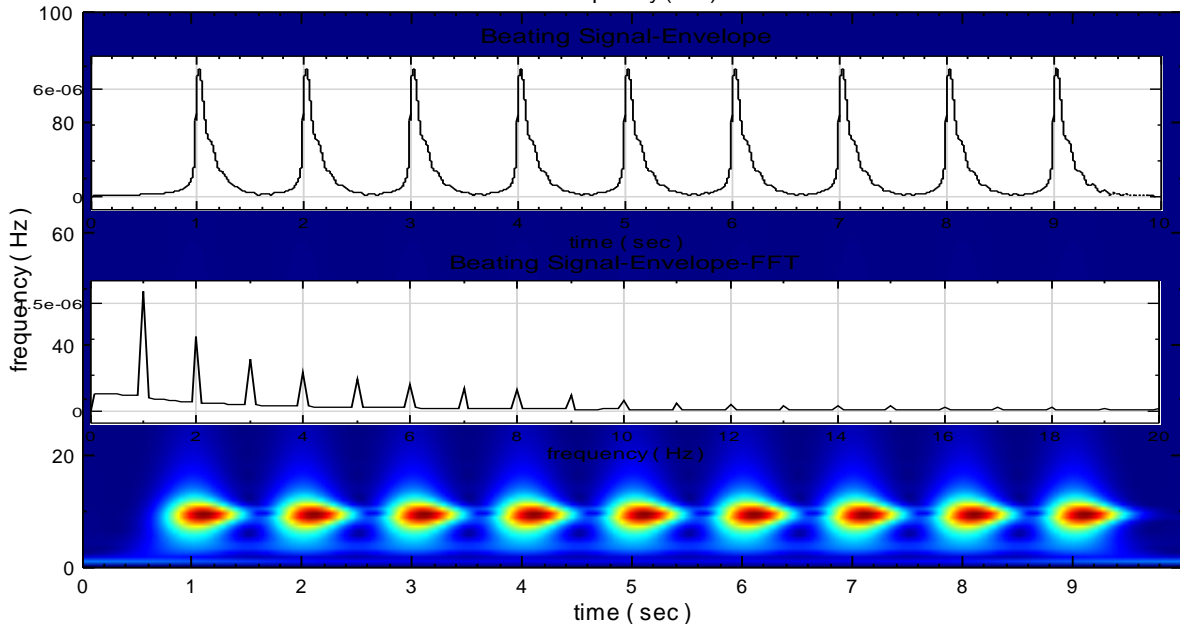 100
Beating Signal-Envelope
6e-06
80
0
0 1 2 3 4 5 6 7 8 9 10
60
time ( sec )
Beating Signal-Envelope-FFT
.5e-06
frequency ( Hz )
40
0
0 2 4 6 8 10 12 14 16 18 20
frequency ( Hz )
20
0
0 1 2 3 4 5 6 7 8 9
time ( sec )